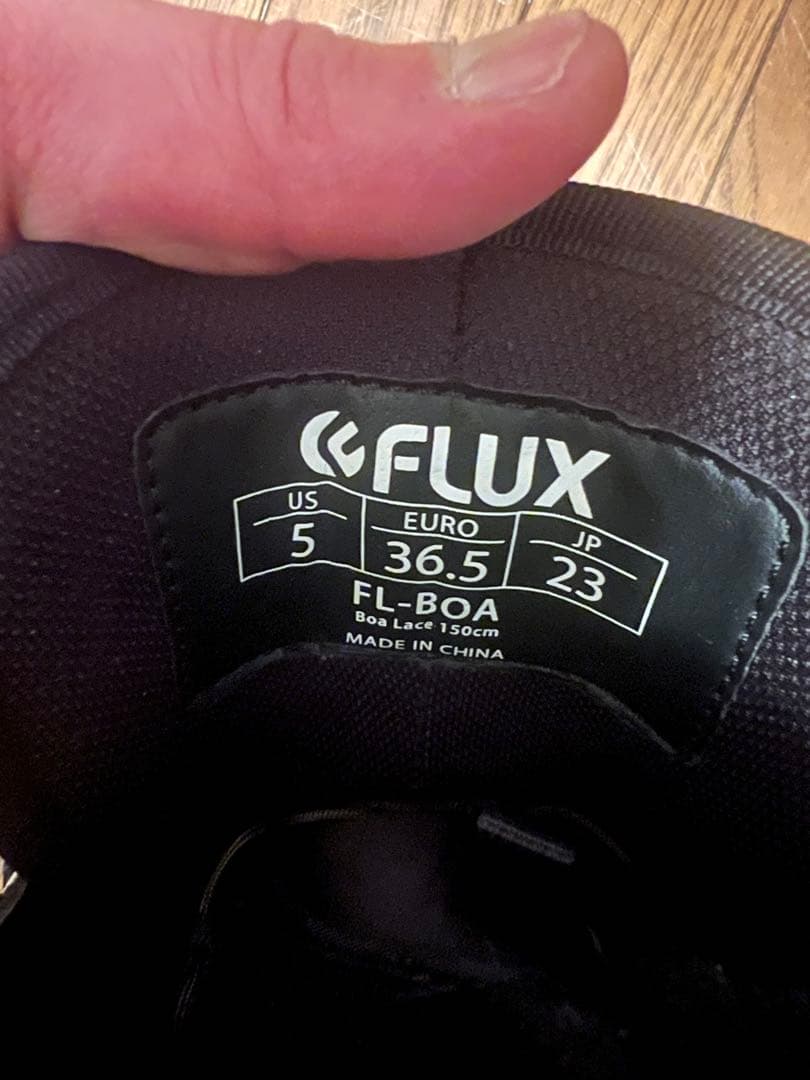 FLUX
US EURO JP
5 36.5 23
FL-BOA
Boa Lace 150cm
MADE IN CHINA